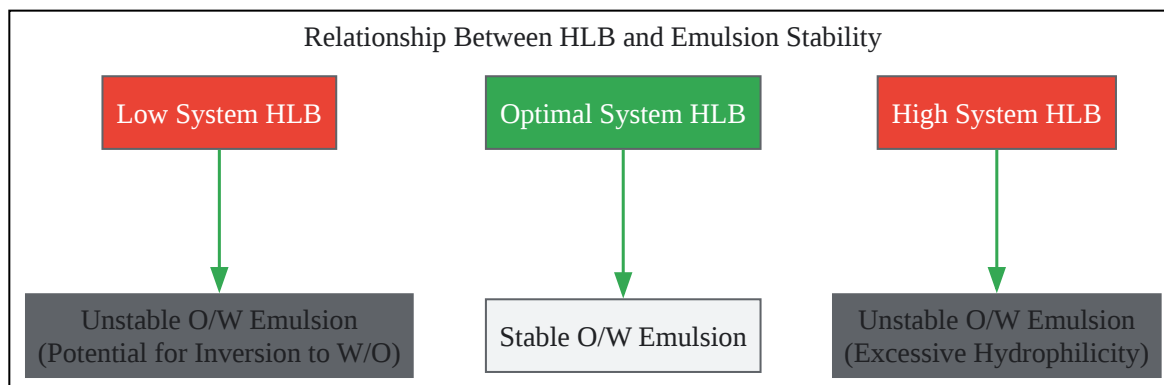 Relationship Between HLB and Emulsion Stability
Low System HLB
Optimal System HLB
High System HLB
Unstable O/W Emulsion
(Potential for Inversion to W/O)
Stable O/W Emulsion
Unstable O/W Emulsion
(Excessive Hydrophilicity)